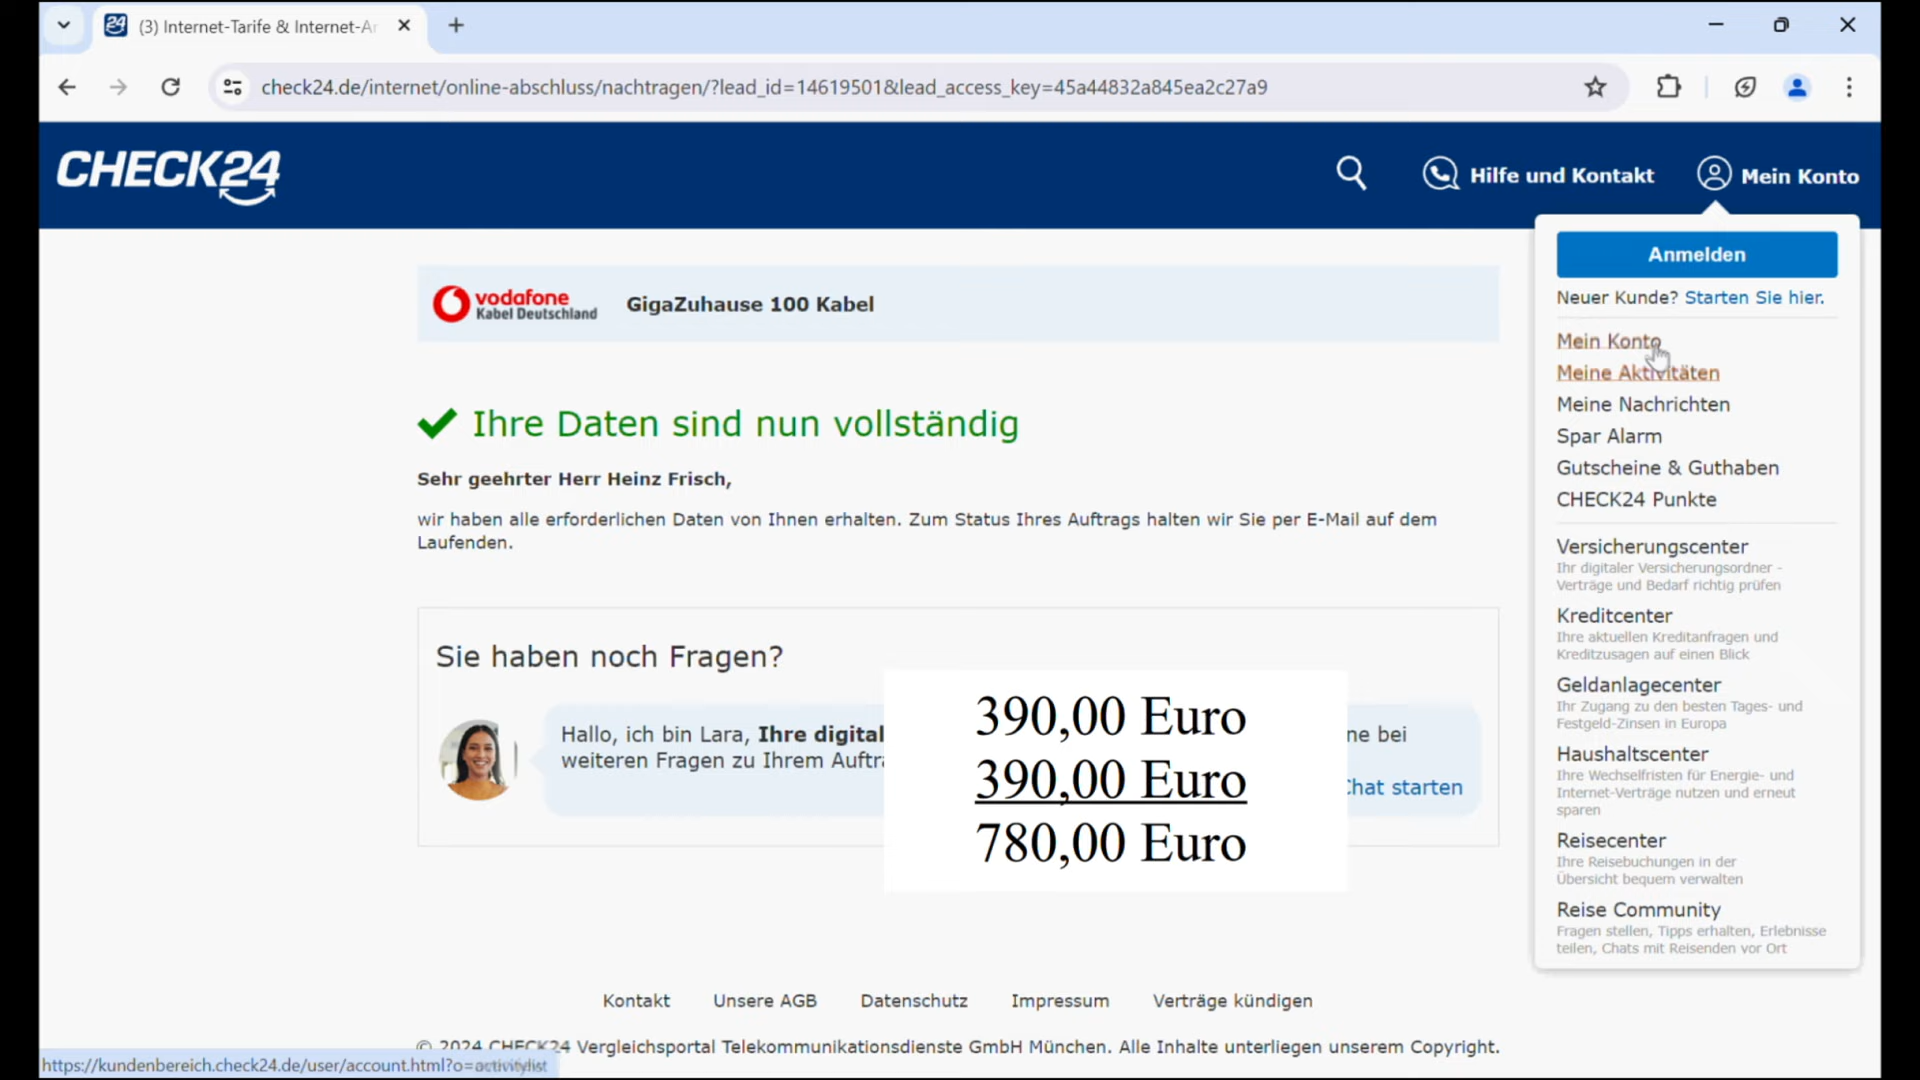 (3) Internet-Tarife & Internet-Ar
check24.de/internet/online-abschluss/nachtragen/?lead_id=14619501&lead_access_key=45a44832a845ea2c27a9
CHECK24
Hilfe und Kontakt
Mein Konto
vodafone
Kabel Deutschland
GigaZuhause 100 Kabel
Ihre Daten sind nun vollständig
Sehr geehrter Herr Heinz Frisch,
wir haben alle erforderlichen Daten von Ihnen erhalten. Zum Status Ihres Auftrags halten wir Sie per E-Mail auf dem
Laufenden.
Sie haben noch Fragen?
Hallo, ich bin Lara, Ihre digital
ne bei
weiteren Fragen zu Ihrem Auftra
Chat starten
390,00 Euro
390,00 Euro
780,00 Euro
Anmelden
Neuer Kunde? Starten Sie hier.
Mein Konto
Meine Aktivitäten
Meine Nachrichten
Spar Alarm
Gutscheine & Guthaben
CHECK24 Punkte
Versicherungscenter
Ihr digitaler Versicherungsordner -
Verträge und Bedarf richtig prüfen
Kreditcenter
Ihre aktuellen Kreditanfragen und
Kreditzusagen auf einen Blick
Geldanlagecenter
Ihr Zugang zu den besten Tages- und
Festgeld-Zinsen in Europa
Haushaltscenter
Ihre Wechselfristen für Energie- und
Internet-Verträge nutzen und erneut
sparen
Reisecenter
Ihre Reisebuchungen in der
Übersicht bequem verwalten
Reise Community
Fragen stellen, Tipps erhalten, Erlebnisse
teilen, Chats mit Reisenden vor Ort
Kontakt
Unsere AGB
Datenschutz
Impressum
Verträge kündigen
© 2024 CHECK24 Vergleichsportal Telekommunikationsdienste GmbH München. Alle Inhalte unterliegen unserem Copyright.
https://kundenbereich.check24.de/user/account.html?o=